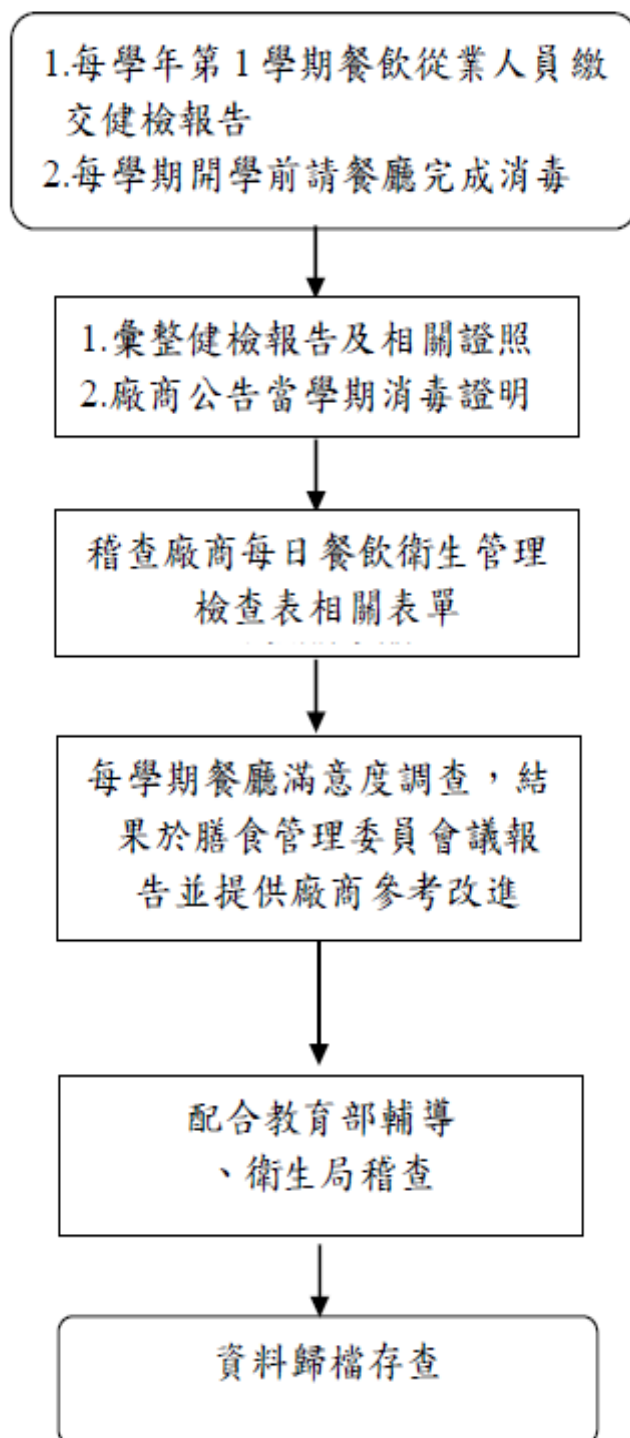 1.每學年第 1 學期餐飲從業人員繳
交健檢報告
2.每學期開學前請餐廳完成消毒
1.彙整健檢報告及相關證照
2.廠商公告當學期消毒證明
稽查廠商每日餐飲衛生管理
檢查表相關表單
每學期餐廳滿意度調查，結
果於膳食管理委員會議報
告並提供廠商參考改進
配合教育部輔導
、衛生局稽查
資料歸檔存查